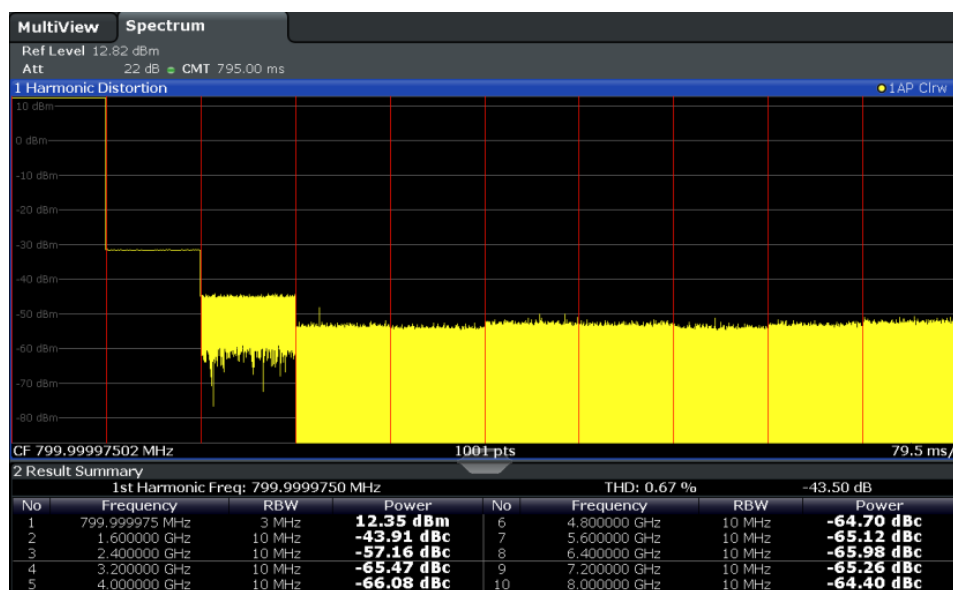 MultiView Spectrum
Ref Level 12.82 dBm
Att 22 dB CMT 795.00 ms
1 Harmonic Distortion 1AP Clrw
10 dBm
0 dBm
-10 dBm
-20 dBm
-30 dBm
-40 dBm
-50 dBm
-60 dBm
-70 dBm
-80 dBm
CF 799.99997502 MHz 1001 pts 79.5 ms/
2 Result Summary
1st Harmonic Freq: 799.9999750 MHz THD: 0.67 % -43.50 dB
No Frequency RBW Power No Frequency RBW Power
1 799.999975 MHz 3 MHz 12.35 dBm 6 4.800000 GHz 10 MHz -64.70 dBc
2 1.600000 GHz 10 MHz -43.91 dBc 7 5.600000 GHz 10 MHz -65.12 dBc
3 2.400000 GHz 10 MHz -57.16 dBc 8 6.400000 GHz 10 MHz -65.98 dBc
4 3.200000 GHz 10 MHz -65.47 dBc 9 7.200000 GHz 10 MHz -65.26 dBc
5 4.000000 GHz 10 MHz -66.08 dBc 10 8.000000 GHz 10 MHz -64.40 dBc